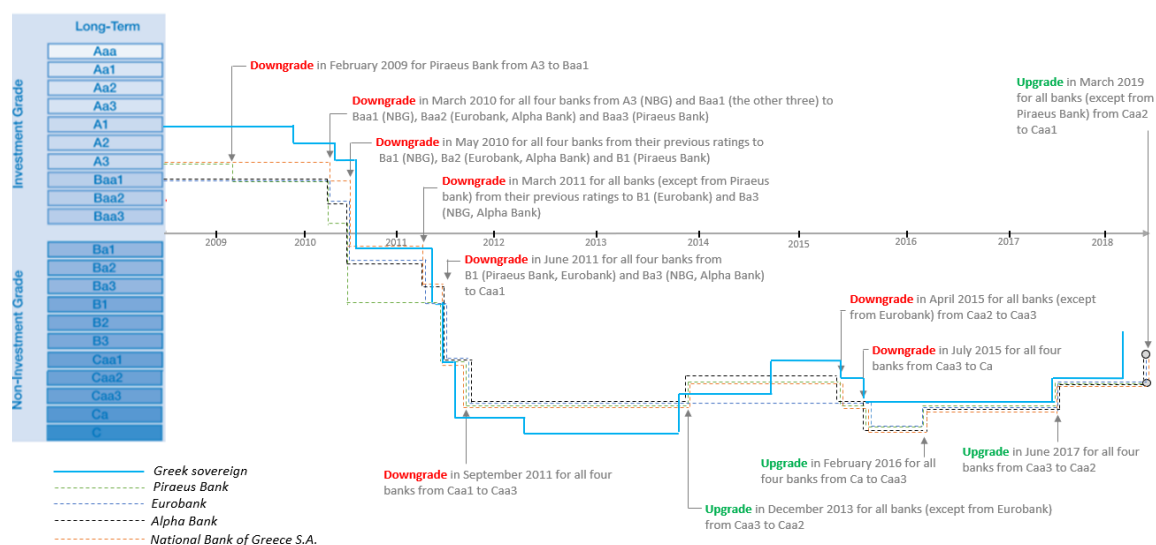 Long-Term
Investment Grade
Aaa
Aa1
Aa2
Aa3
A1
A2
A3
Baa1
Baa2
Baa3
Non-Investment Grade
Ba1
Ba2
Ba3
B1
B2
B3
Caa1
Caa2
Caa3
Ca
C
Downgrade in February 2009 for Piraeus Bank from A3 to Baa1
Downgrade in March 2010 for all four banks from A3 (NBG) and Baa1 (the other three) to
Baa1 (NBG), Baa2 (Eurobank, Alpha Bank) and Baa3 (Piraeus Bank)
Downgrade in May 2010 for all four banks from their previous ratings to
Ba1 (NBG), Ba2 (Eurobank, Alpha Bank) and B1 (Piraeus Bank)
Downgrade in March 2011 for all banks (except from Piraeus
bank) from their previous ratings to B1 (Eurobank) and Ba3
(NBG, Alpha Bank)
Upgrade in March 2019
for all banks (except from
Piraeus Bank) from Caa2
to Caa1
2009
2010
2011
2012
2013
2014
2015
2016
2017
2018
Downgrade in June 2011 for all four banks from
B1 (Piraeus Bank, Eurobank) and Ba3 (NBG, Alpha Bank)
to Caa1
Downgrade in April 2015 for all banks (except
from Eurobank) from Caa2 to Caa3
Downgrade in July 2015 for all four
banks from Caa3 to Ca
Downgrade in September 2011 for all four
banks from Caa1 to Caa3
Upgrade in February 2016 for all
four banks from Ca to Caa3
Upgrade in June 2017 for all four
banks from Caa3 to Caa2
Upgrade in December 2013 for all banks (except from Eurobank)
from Caa3 to Caa2
Greek sovereign
Piraeus Bank
Eurobank
Alpha Bank
National Bank of Greece S.A.